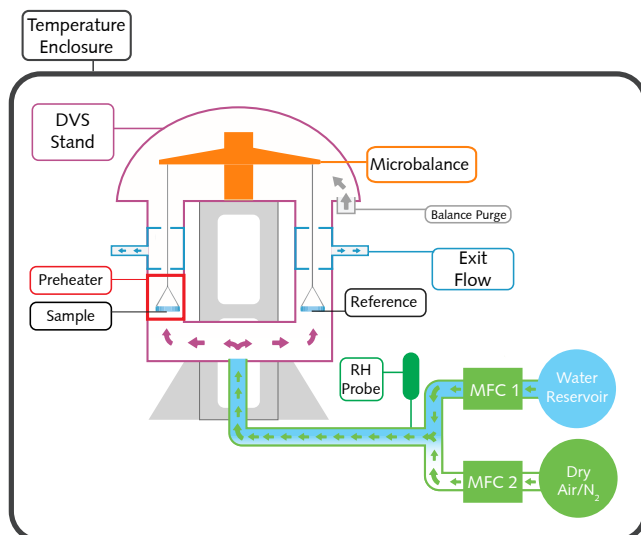 Temperature
Enclosure
DVS
Stand
Microbalance
Balance Purge
Exit
Flow
Preheater
Sample
Reference
RH
Probe
MFC 1
Water
Reservoir
MFC 2
Dry
Air/N₂